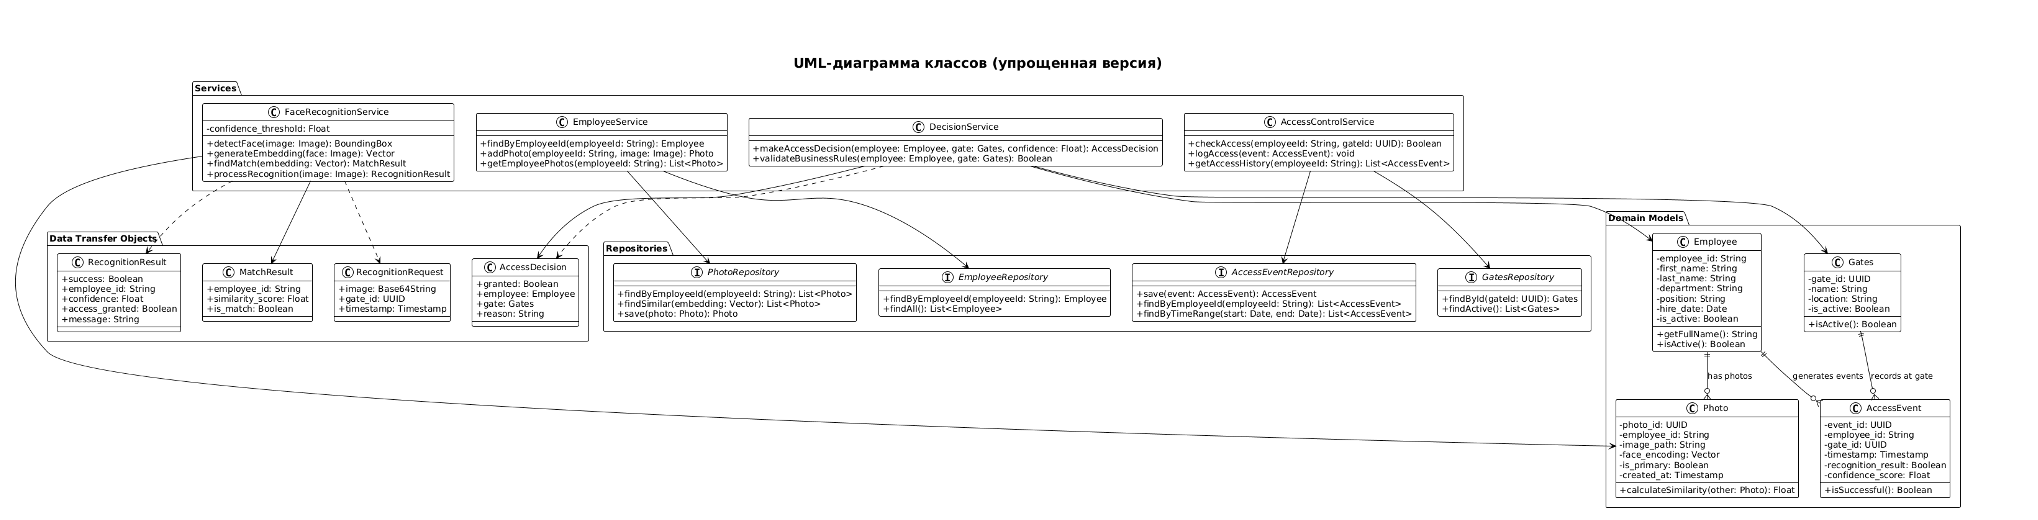 UML-диаграмма классов (упрощенная версия)
Services
C FaceRecognitionService
-confidence_threshold: Float
+detectFace(image: Image): BoundingBox
+generateEmbedding(face: Image): Vector
+findMatch(embedding: Vector): MatchResult
+processRecognition(image: Image): RecognitionResult
C EmployeeService
+findByEmployeeId(employeeId: String): Employee
+addPhoto(employeeId: String, image: Image): Photo
+getEmployeePhotos(employeeId: String): List<Photo>
C DecisionService
+makeAccessDecision(employee: Employee, gate: Gates, confidence: Float): AccessDecision
+validateBusinessRules(employee: Employee, gate: Gates): Boolean
C AccessControlService
+checkAccess(employeeId: String, gateId: UUID): Boolean
+logAccess(event: AccessEvent): void
+getAccessHistory(employeeId: String): List<AccessEvent>
Data Transfer Objects
C RecognitionResult
+success: Boolean
+employee_id: String
+confidence: Float
+access_granted: Boolean
+message: String
C MatchResult
+employee_id: String
+similarity_score: Float
+is_match: Boolean
C RecognitionRequest
+image: Base64String
+gate_id: UUID
+timestamp: Timestamp
C AccessDecision
+granted: Boolean
+employee: Employee
+gate: Gates
+reason: String
Repositories
I PhotoRepository
+findByEmployeeId(employeeId: String): List<Photo>
+findSimilar(embedding: Vector): List<Photo>
+save(photo: Photo): Photo
I EmployeeRepository
+findByEmployeeId(employeeId: String): Employee
+findAll(): List<Employee>
I AccessEventRepository
+save(event: AccessEvent): AccessEvent
+findByEmployeeId(employeeId: String): List<AccessEvent>
+findByTimeRange(start: Date, end: Date): List<AccessEvent>
I GatesRepository
+findById(gateId: UUID): Gates
+findActive(): List<Gates>
Domain Models
C Employee
-employee_id: String
-first_name: String
-last_name: String
-department: String
-position: String
-hire_date: Date
-is_active: Boolean
+getFullName(): String
+isActive(): Boolean
C Gates
-gate_id: UUID
-name: String
-location: String
-is_active: Boolean
+isActive(): Boolean
has photos
generates events
records at gate
C Photo
-photo_id: UUID
-employee_id: String
-image_path: String
-face_encoding: Vector
-is_primary: Boolean
-created_at: Timestamp
+calculateSimilarity(other: Photo): Float
C AccessEvent
-event_id: UUID
-employee_id: String
-gate_id: UUID
-timestamp: Timestamp
-recognition_result: Boolean
-confidence_score: Float
+isSuccessful(): Boolean